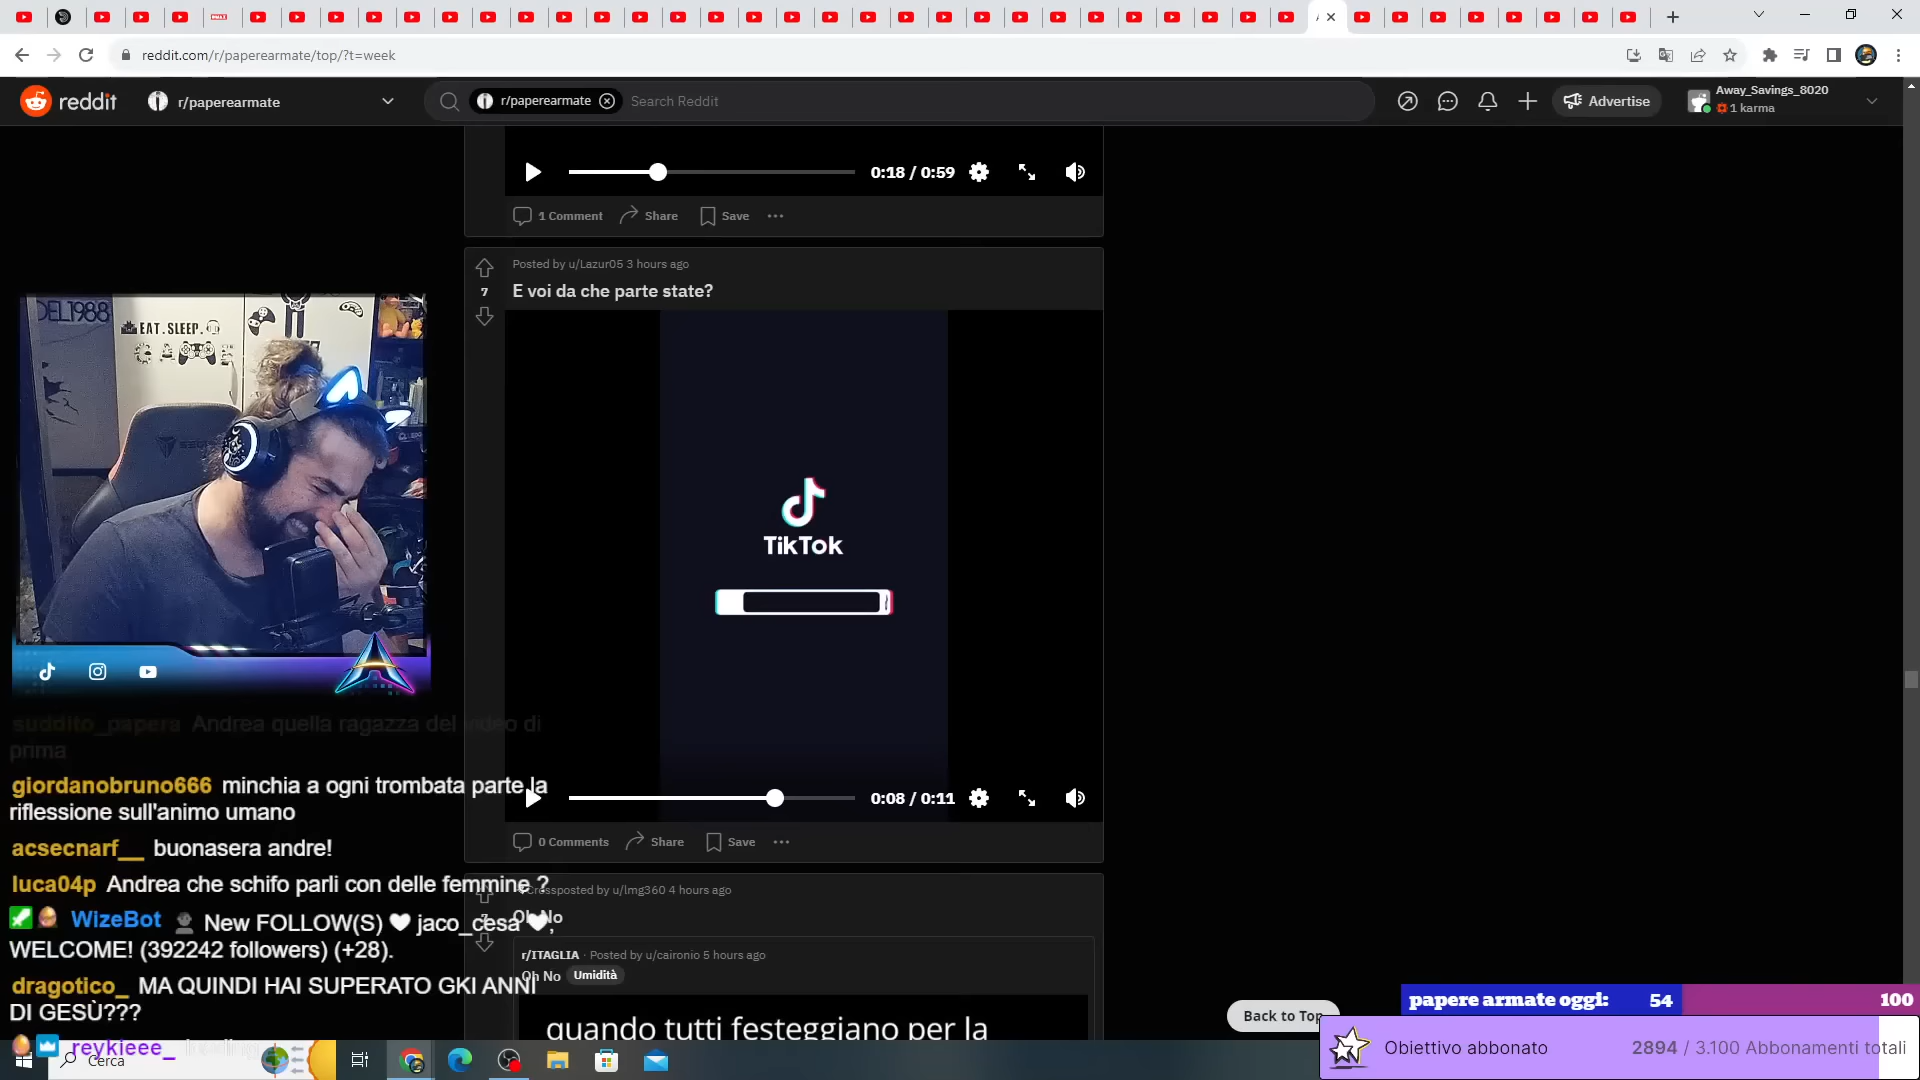 reddit.com/r/paperearmate/top/?t=week
reddit
r/paperearmate
r/paperearmate
Search Reddit
Advertise
Away_Savings_8020
1 karma
0:18 / 0:59
1 Comment
Share
Save
Posted by u/Lazur05 3 hours ago
7
E voi da che parte state?
DEL1988
EAT.SLEEP.
TikTok
0:08 / 0:11
0 Comments
Share
Save
suddito_papera Andrea quella ragazza del video di
prima
giordanobruno666 minchia a ogni trombata parte la
riflessione sull'animo umano
acsecnarf__ buonasera andre!
luca04p Andrea che schifo parli con delle femmine ?
WizeBot New FOLLOW(S) jaco_cesa ,
WELCOME! (392242 followers) (+28).
dragotico_ MA QUINDI HAI SUPERATO GKI ANNI
DI GESÙ???
reykieee_
Crossposted by u/lmg360 4 hours ago
7
Oh No
r/ITAGLIA · Posted by u/caironio 5 hours ago
Oh No Umidità
quando tutti festeggiano per la
Back to Top
papere armate oggi: 54 100
Obiettivo abbonato 2894 / 3.100 Abbonamenti totali
Cerca